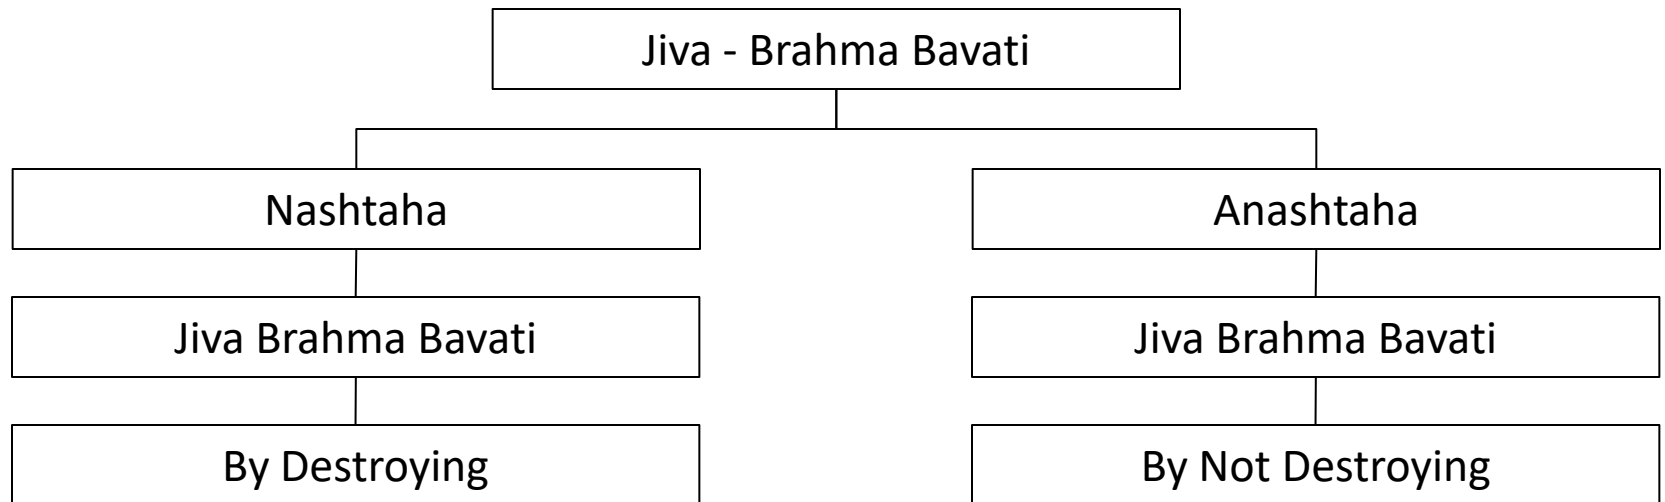 Jiva - Brahma Bavati
Nashtaha
Anashtaha
Jiva Brahma Bavati
Jiva Brahma Bavati
By Destroying
By Not Destroying